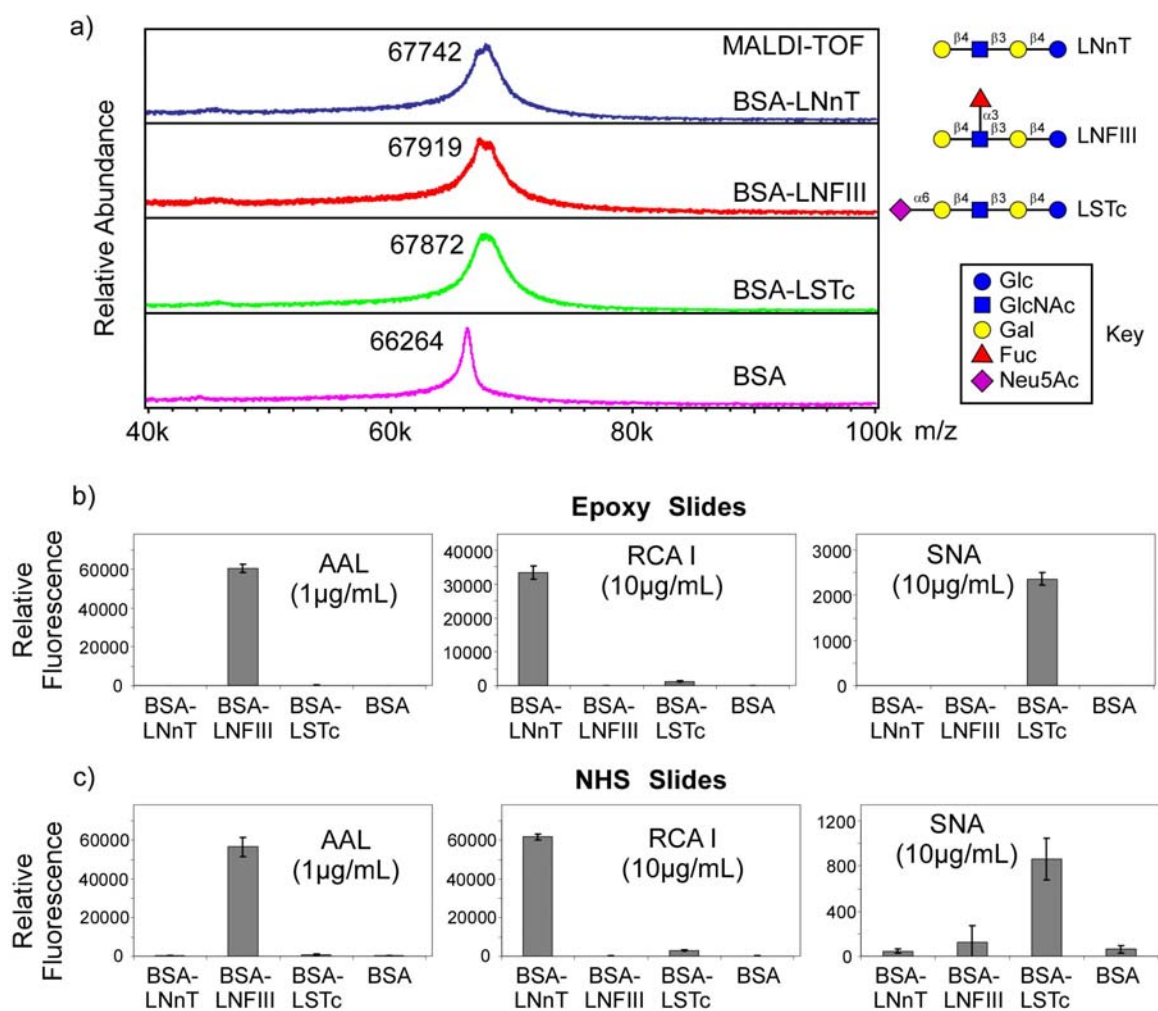 a)
Relative Abundance
67742
MALDI-TOF
BSA-LNnT
67919
BSA-LNFIII
67872
BSA-LSTc
66264
BSA
40k 60k 80k 100k m/z
β4 β3 β4
LNnT
α3
β4 β3 β4
LNFIII
α6 β4 β3 β4
LSTc
Glc
GlcNAc
Gal
Fuc
Neu5Ac
Key
b)
Epoxy Slides
Relative
Fluorescence
60000
40000
20000
0
AAL
(1µg/mL)
BSA- BSA- BSA- BSA
LNnT LNFIII LSTc
40000
30000
20000
10000
0
RCA I
(10µg/mL)
BSA- BSA- BSA- BSA
LNnT LNFIII LSTc
3000
2000
1000
0
SNA
(10µg/mL)
BSA- BSA- BSA- BSA
LNnT LNFIII LSTc
c)
NHS Slides
Relative
Fluorescence
60000
40000
20000
0
AAL
(1µg/mL)
BSA- BSA- BSA- BSA
LNnT LNFIII LSTc
60000
40000
20000
0
RCA I
(10µg/mL)
BSA- BSA- BSA- BSA
LNnT LNFIII LSTc
1200
800
400
0
SNA
(10µg/mL)
BSA- BSA- BSA- BSA
LNnT LNFIII LSTc